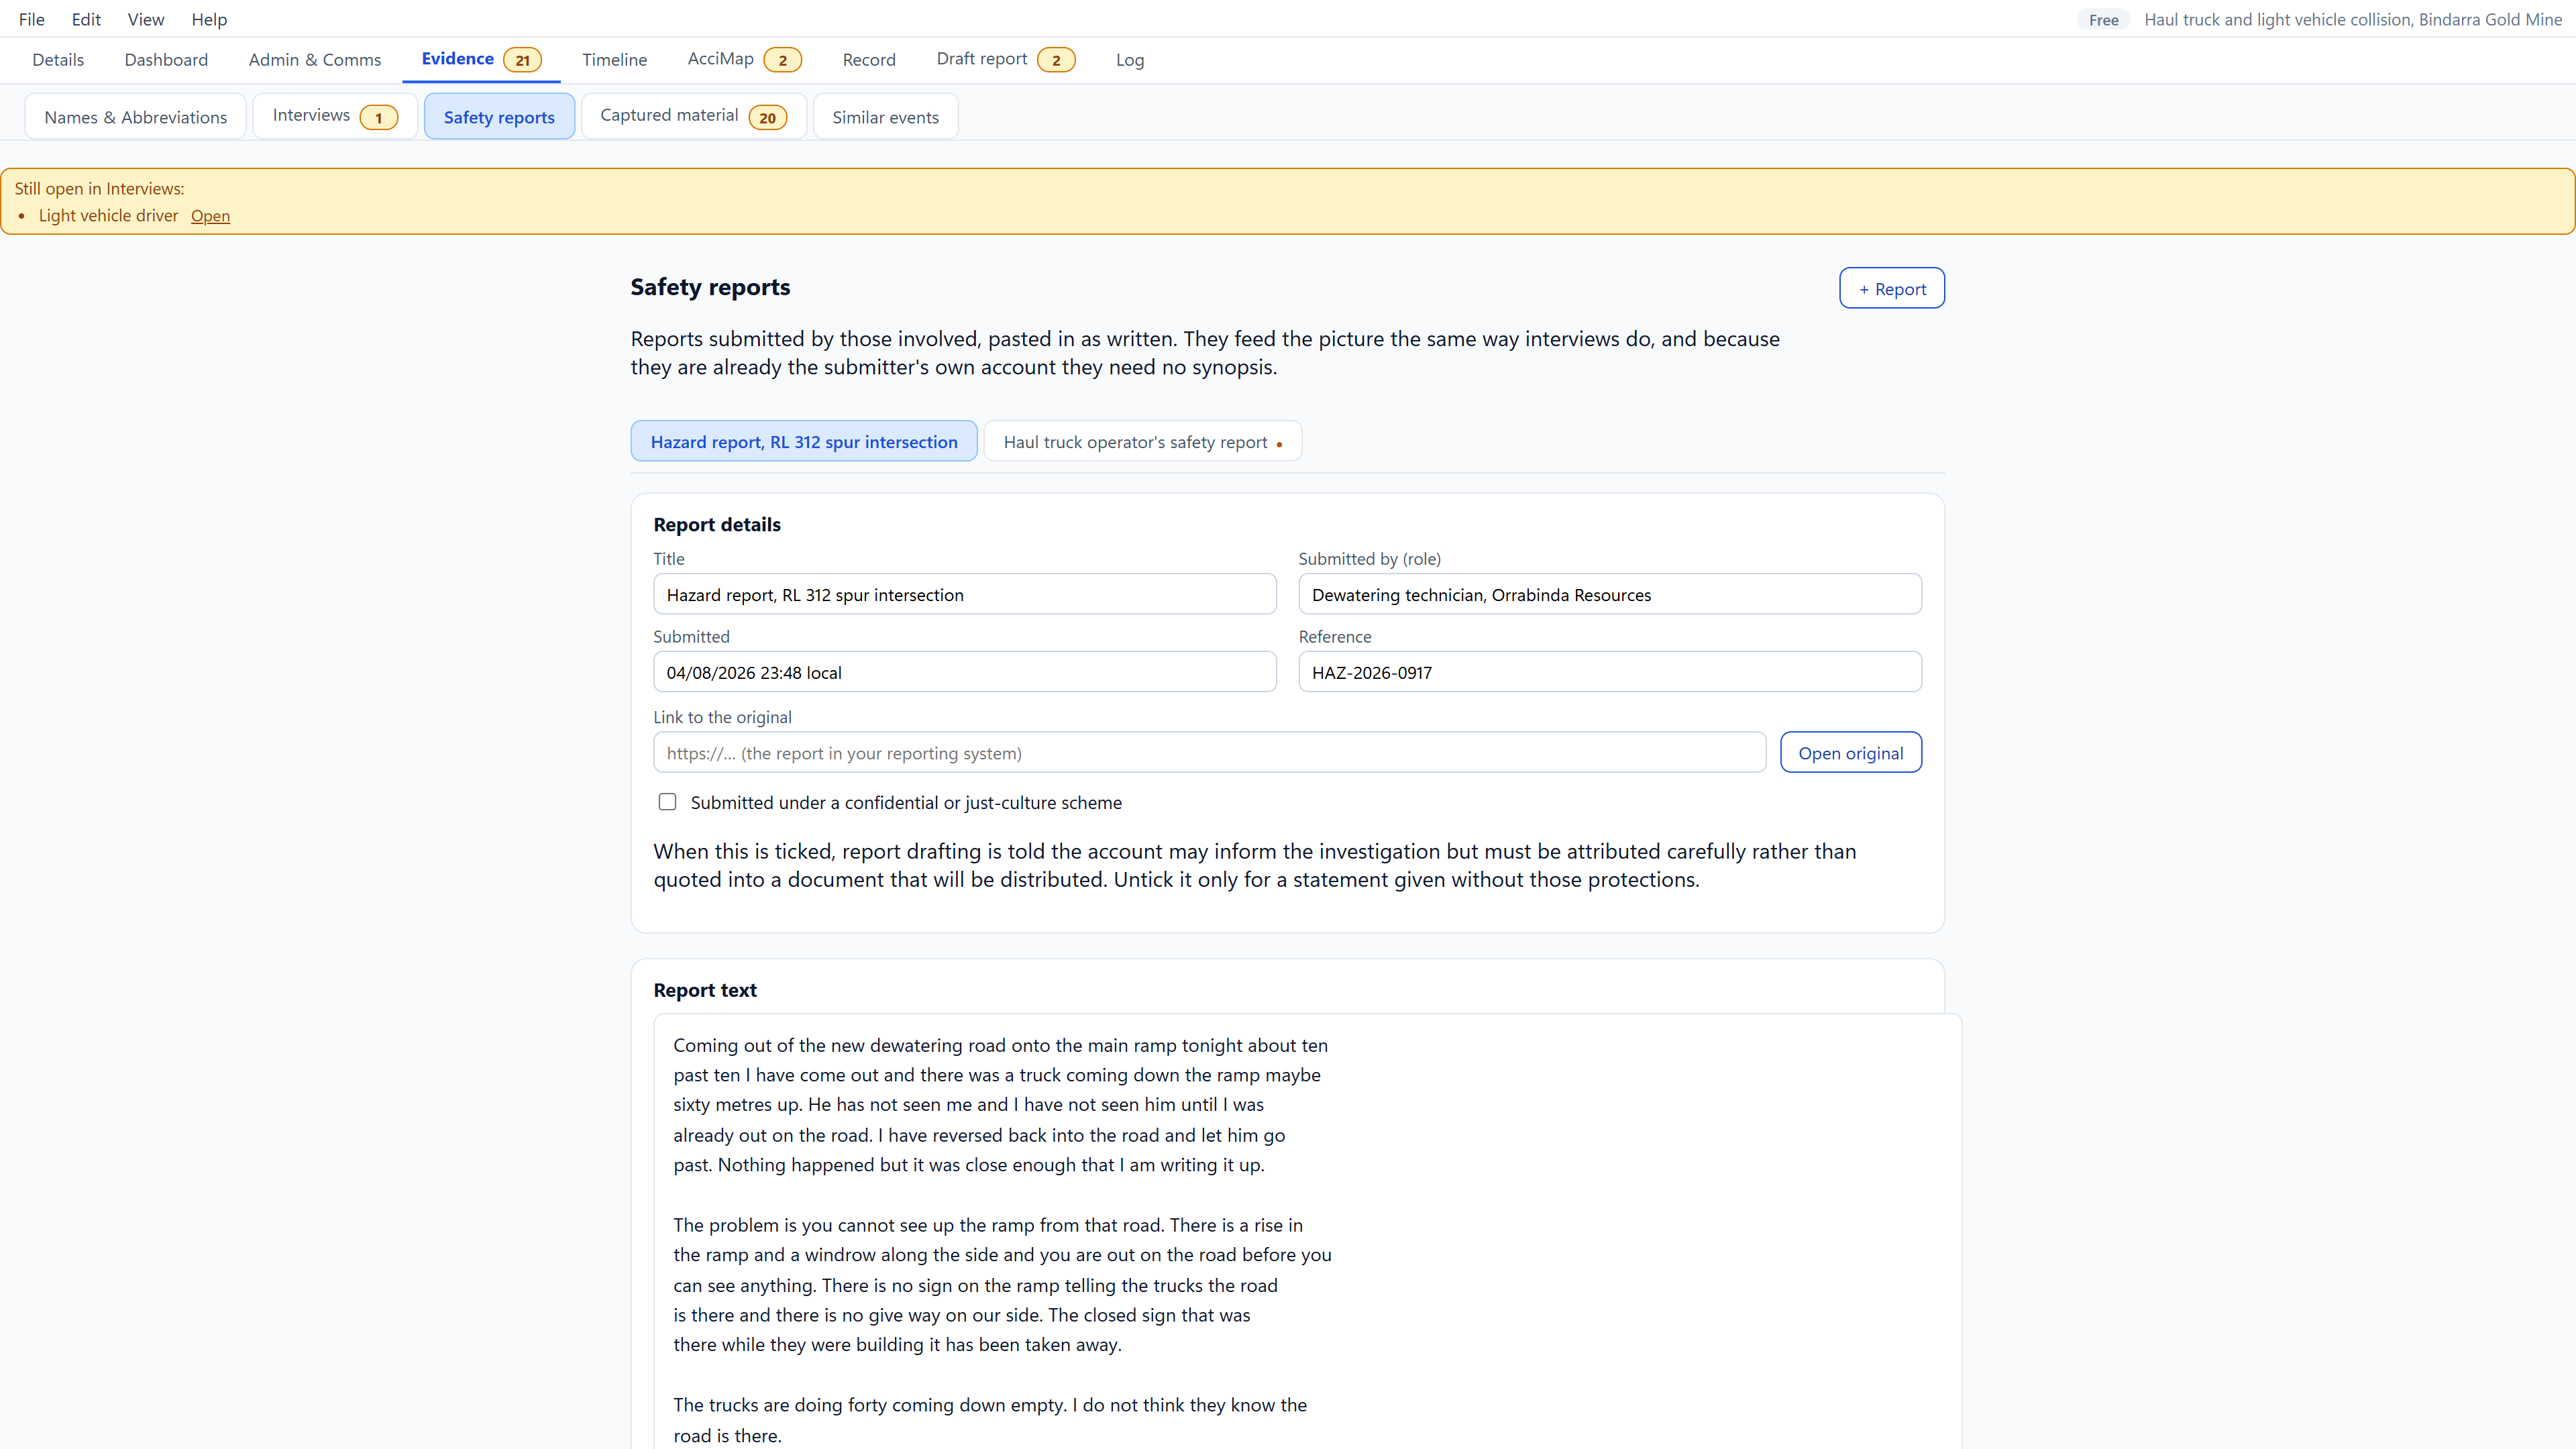 File Edit View Help Free Haul truck and light vehicle collision, Bindarra Gold Mine
Details Dashboard Admin & Comms Evidence 21 Timeline AcciMap 2 Record Draft report 2 Log
Names & Abbreviations Interviews 1 Safety reports Captured material 20 Similar events
Still open in Interviews:
• Light vehicle driver Open
Safety reports
+ Report
Reports submitted by those involved, pasted in as written. They feed the picture the same way interviews do, and because
they are already the submitter's own account they need no synopsis.
Hazard report, RL 312 spur intersection Haul truck operator's safety report •
Report details
Title Submitted by (role)
Hazard report, RL 312 spur intersection Dewatering technician, Orrabinda Resources
Submitted Reference
04/08/2026 23:48 local HAZ-2026-0917
Link to the original
https://... (the report in your reporting system) Open original
Submitted under a confidential or just-culture scheme
When this is ticked, report drafting is told the account may inform the investigation but must be attributed carefully rather than
quoted into a document that will be distributed. Untick it only for a statement given without those protections.
Report text
Coming out of the new dewatering road onto the main ramp tonight about ten
past ten I have come out and there was a truck coming down the ramp maybe
sixty metres up. He has not seen me and I have not seen him until I was
already out on the road. I have reversed back into the road and let him go
past. Nothing happened but it was close enough that I am writing it up.
The problem is you cannot see up the ramp from that road. There is a rise in
the ramp and a windrow along the side and you are out on the road before you
can see anything. There is no sign on the ramp telling the trucks the road
is there and there is no give way on our side. The closed sign that was
there while they were building it has been taken away.
The trucks are doing forty coming down empty. I do not think they know the
road is there.